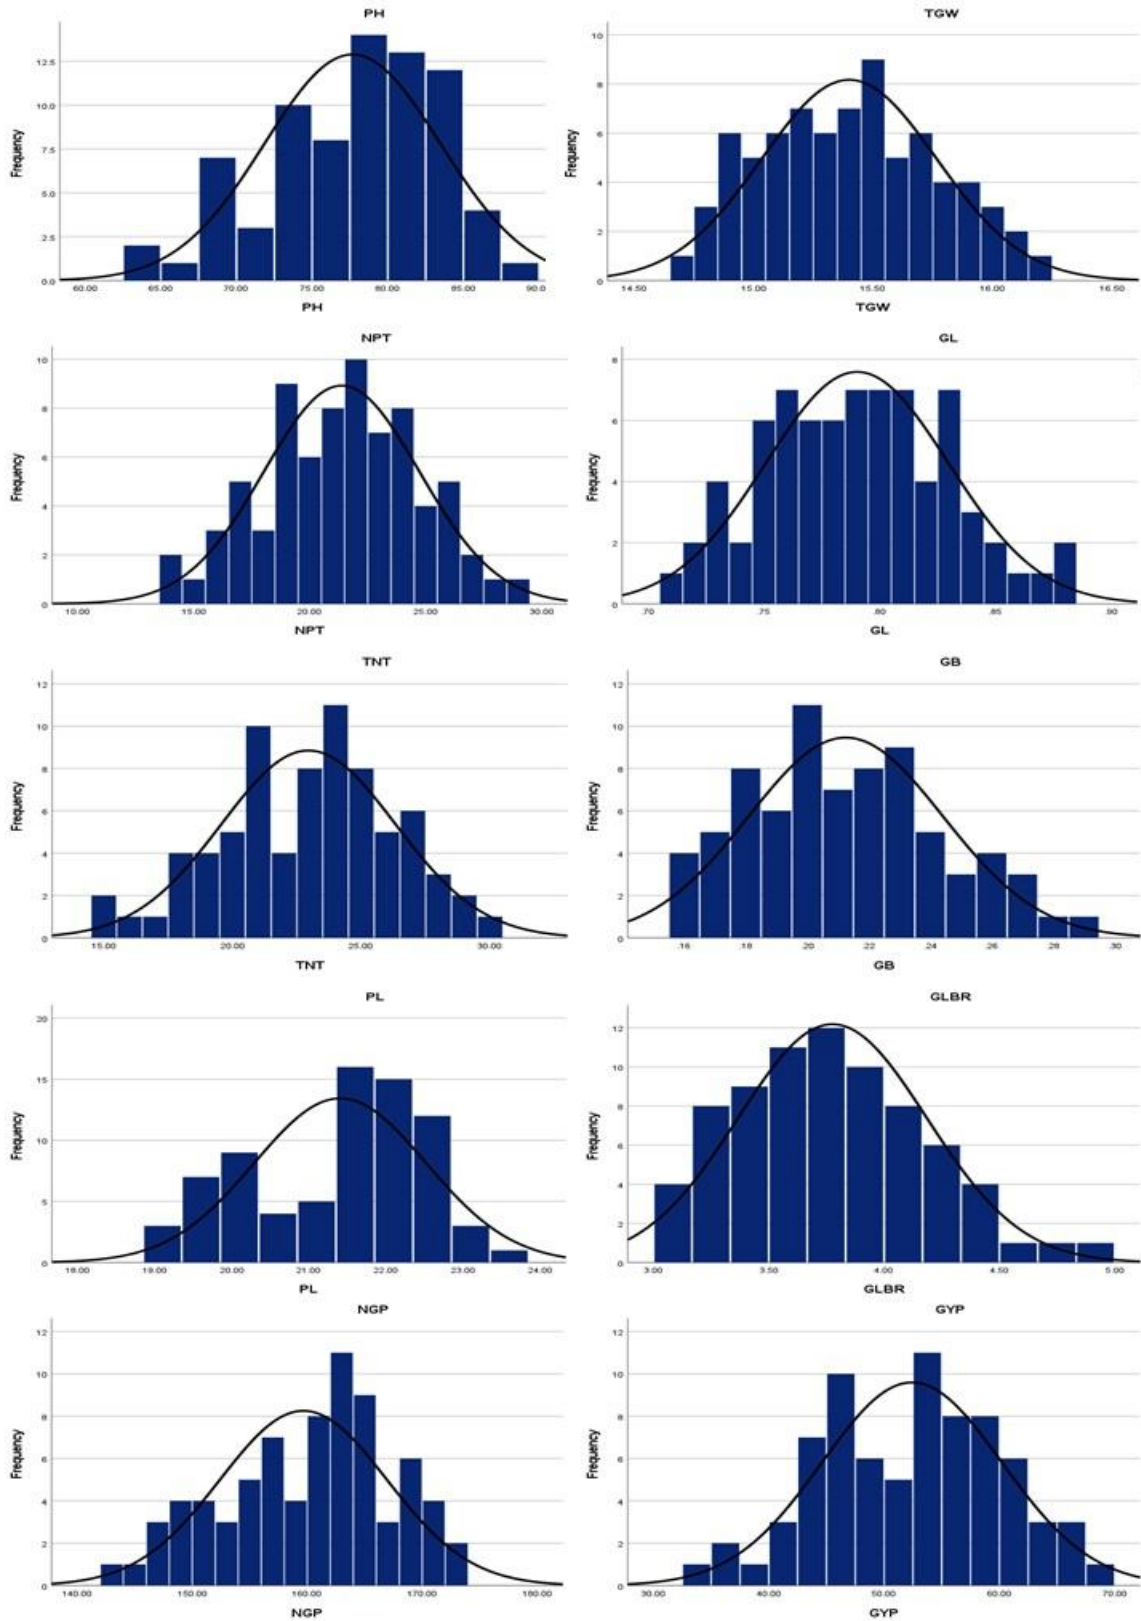 PH
Frequency
12.5
10.0
7.5
5.0
2.5
0.0
60.00 65.00 70.00 75.00 80.00 85.00 90.0
PH
TGW
Frequency
10
8
6
4
2
0
14.50 15.00 15.50 16.00 16.50
TGW
NPT
Frequency
10
8
6
4
2
0
10.00 15.00 20.00 25.00 30.00
NPT
GL
Frequency
8
6
4
2
0
.70 .75 .80 .85 .90
GL
TNT
Frequency
12
10
8
6
4
2
0
15.00 20.00 25.00 30.00
TNT
GB
Frequency
12
10
8
6
4
2
0
.16 .18 .20 .22 .24 .26 .28 .30
GB
PL
Frequency
20
15
10
5
0
18.00 19.00 20.00 21.00 22.00 23.00 24.00
PL
GLBR
Frequency
12
10
8
6
4
2
0
3.00 3.50 4.00 4.50 5.00
GLBR
NGP
Frequency
12
10
8
6
4
2
0
140.00 150.00 160.00 170.00 180.00
NGP
GYP
Frequency
12
10
8
6
4
2
0
30.00 40.00 50.00 60.00 70.00
GYP